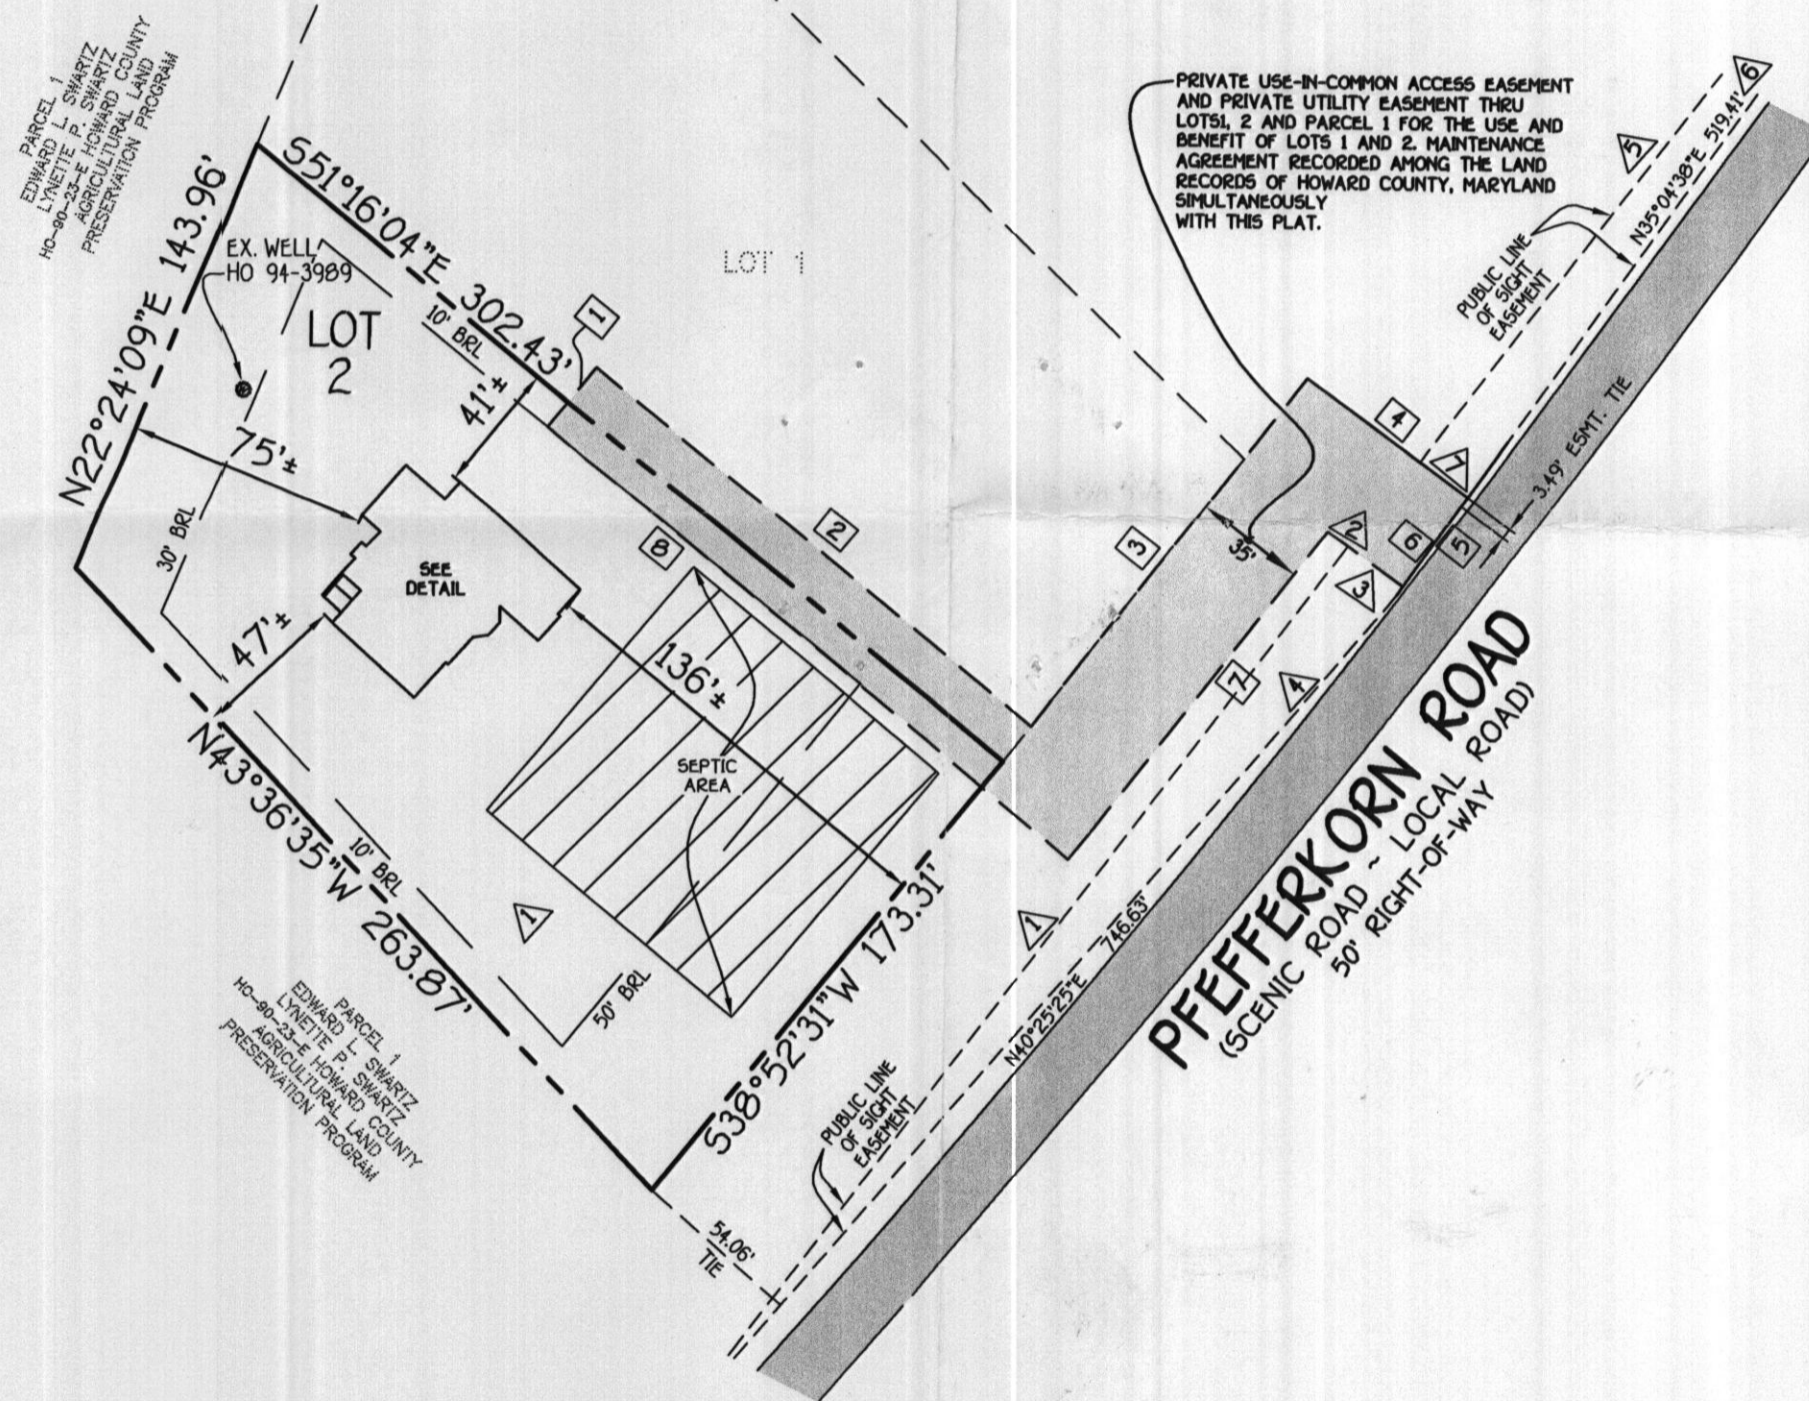 PARCEL 1
EDWARD L. SWARTZ
LYNETTE P. SWARTZ
HO-90-23-E HOWARD COUNTY
AGRICULTURAL LAND
PRESERVATION PROGRAM
PRIVATE USE-IN-COMMON ACCESS EASEMENT
AND PRIVATE UTILITY EASEMENT THRU
LOTS1, 2 AND PARCEL 1 FOR THE USE AND
BENEFIT OF LOTS 1 AND 2. MAINTENANCE
AGREEMENT RECORDED AMONG THE LAND
RECORDS OF HOWARD COUNTY, MARYLAND
SIMULTANEOUSLY
WITH THIS PLAT.
6
519.41'
N35°04'38"E
5
PUBLIC LINE
OF SIGHT
EASEMENT
S51°16'04"E 302.43'
N22°24'09"E 143.96'
EX. WELL
HO 94-3989
LOT
2
LOT 1
1
10' BRL
41'±
75'±
30' BRL
47'±
SEE
DETAIL
8
2
3
35'
4
7
3.49' ESMT. TIE
2
6
5
3
7
4
136'±
SEPTIC
AREA
N43°36'35"W 263.87'
10' BRL
1
50' BRL
S38°52'31"W 173.31'
1
N40°25'25"E 746.63'
PFEFFERKORN ROAD
(SCENIC ROAD ~ LOCAL ROAD)
50' RIGHT-OF-WAY
PUBLIC LINE
OF SIGHT
EASEMENT
54.06'
TIE
PARCEL 1
EDWARD L. SWARTZ
LYNETTE P. SWARTZ
HO-90-23-E HOWARD COUNTY
AGRICULTURAL LAND
PRESERVATION PROGRAM